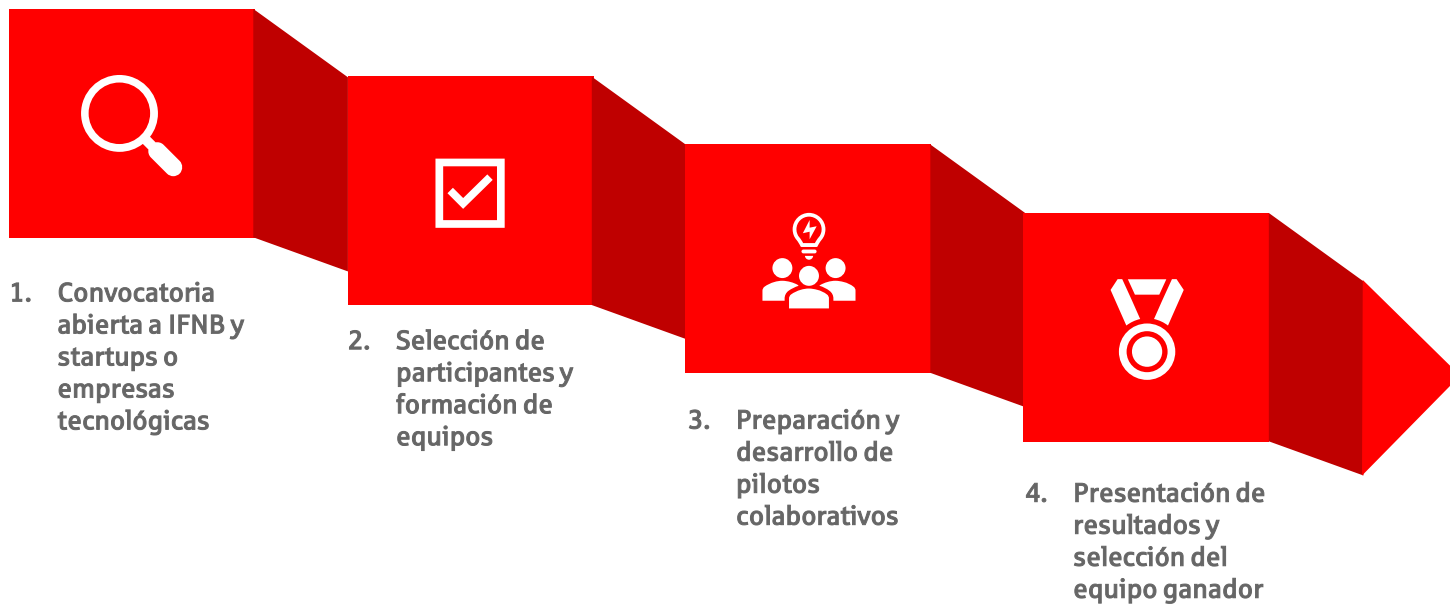 1. Convocatoria
abierta a IFNB y
startups o
empresas
tecnológicas
2. Selección de
participantes y
formación de
equipos
3. Preparación y
desarrollo de
pilotos
colaborativos
4. Presentación de
resultados y
selección del
equipo ganador